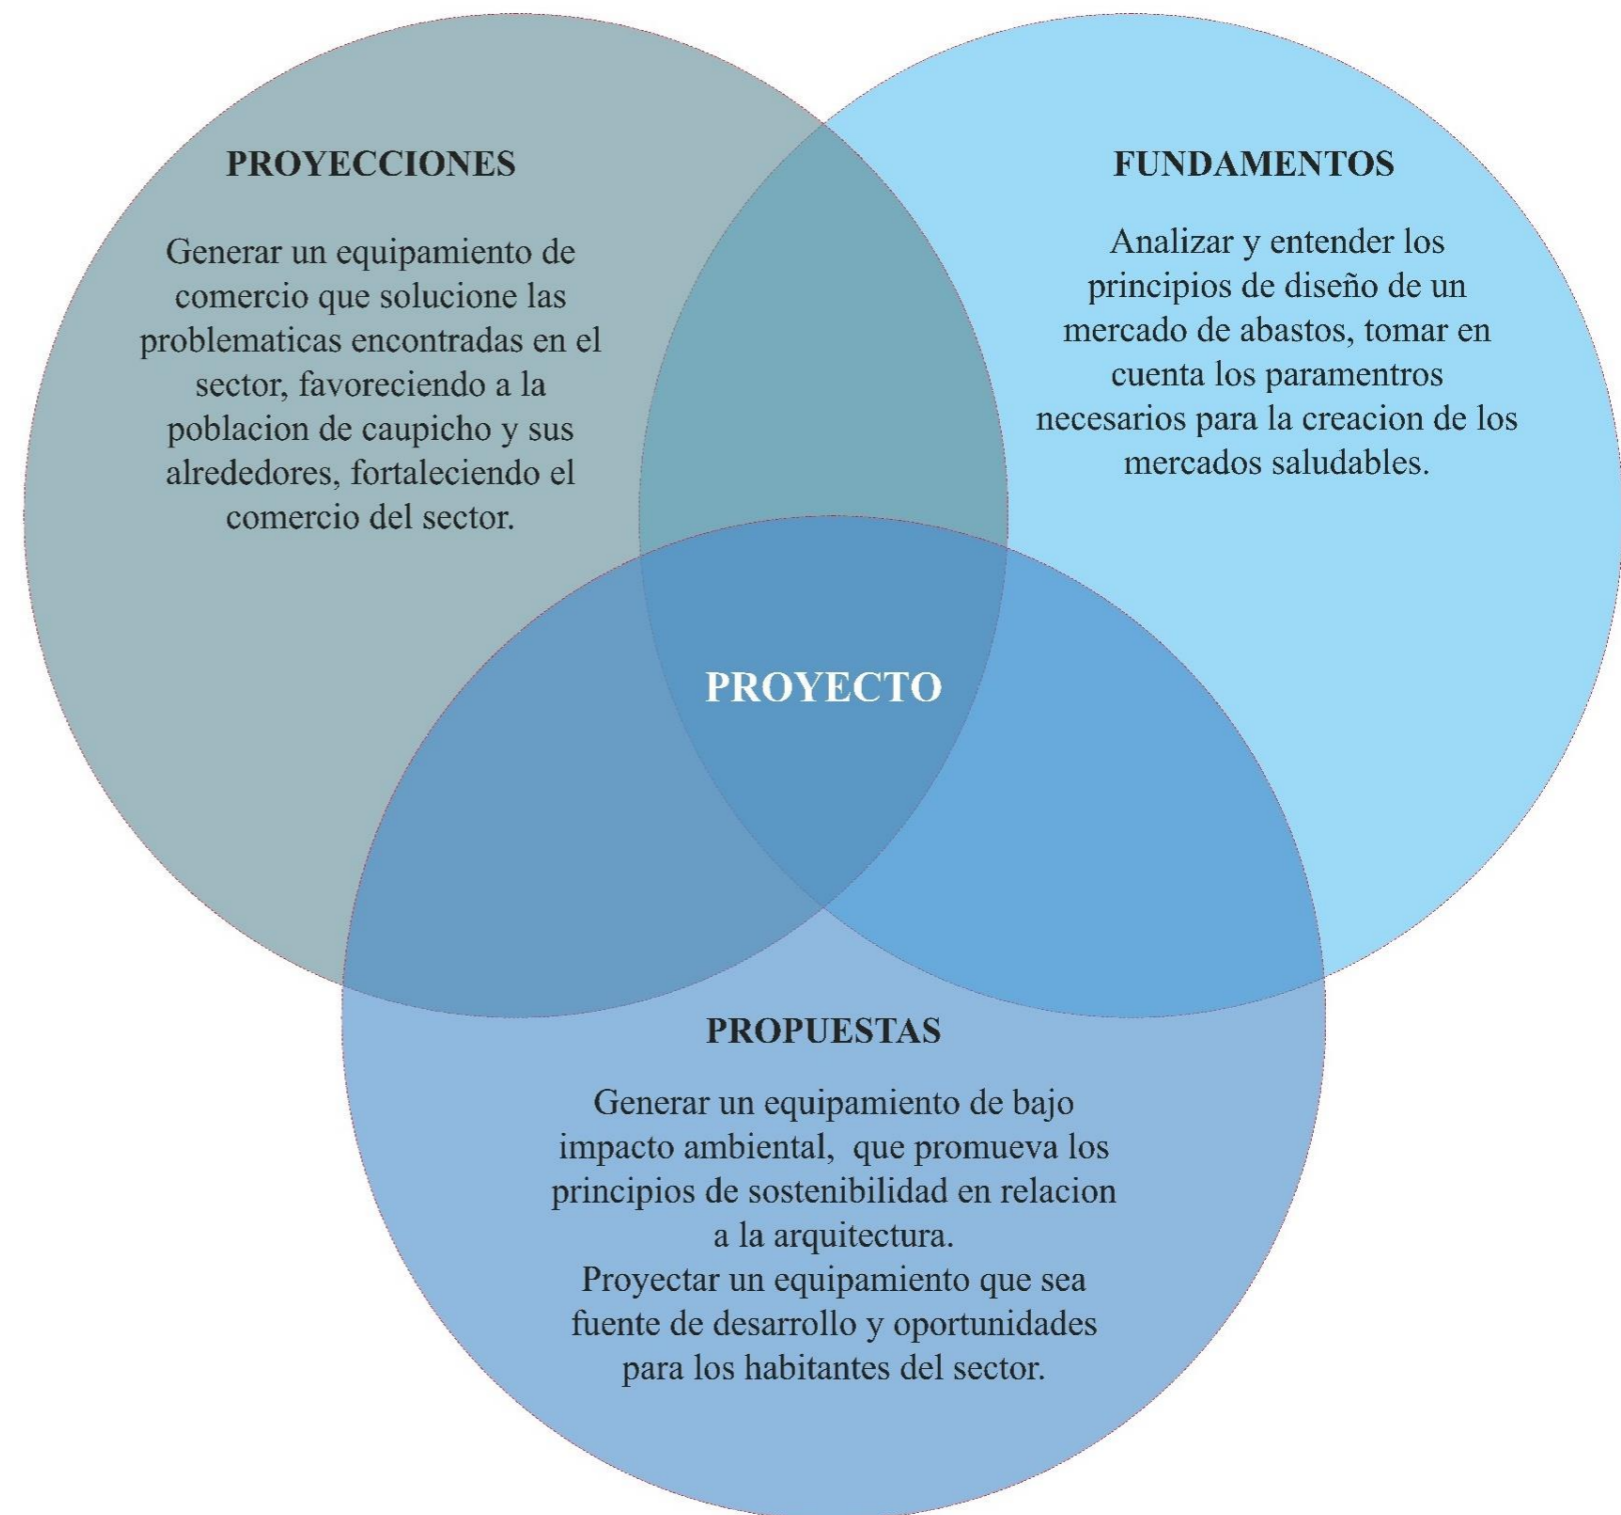 PROYECCIONES
Generar un equipamiento de
comercio que solucione las
problematicas encontradas en el
sector, favoreciendo a la
poblacion de caupicho y sus
alrededores, fortaleciendo el
comercio del sector.
FUNDAMENTOS
Analizar y entender los
principios de diseño de un
mercado de abastos, tomar en
cuenta los paramentros
necesarios para la creacion de los
mercados saludables.
PROYECTO
PROPUESTAS
Generar un equipamiento de bajo
impacto ambiental,  que promueva los
principios de sostenibilidad en relacion
a la arquitectura.
Proyectar un equipamiento que sea
fuente de desarrollo y oportunidades
para los habitantes del sector.